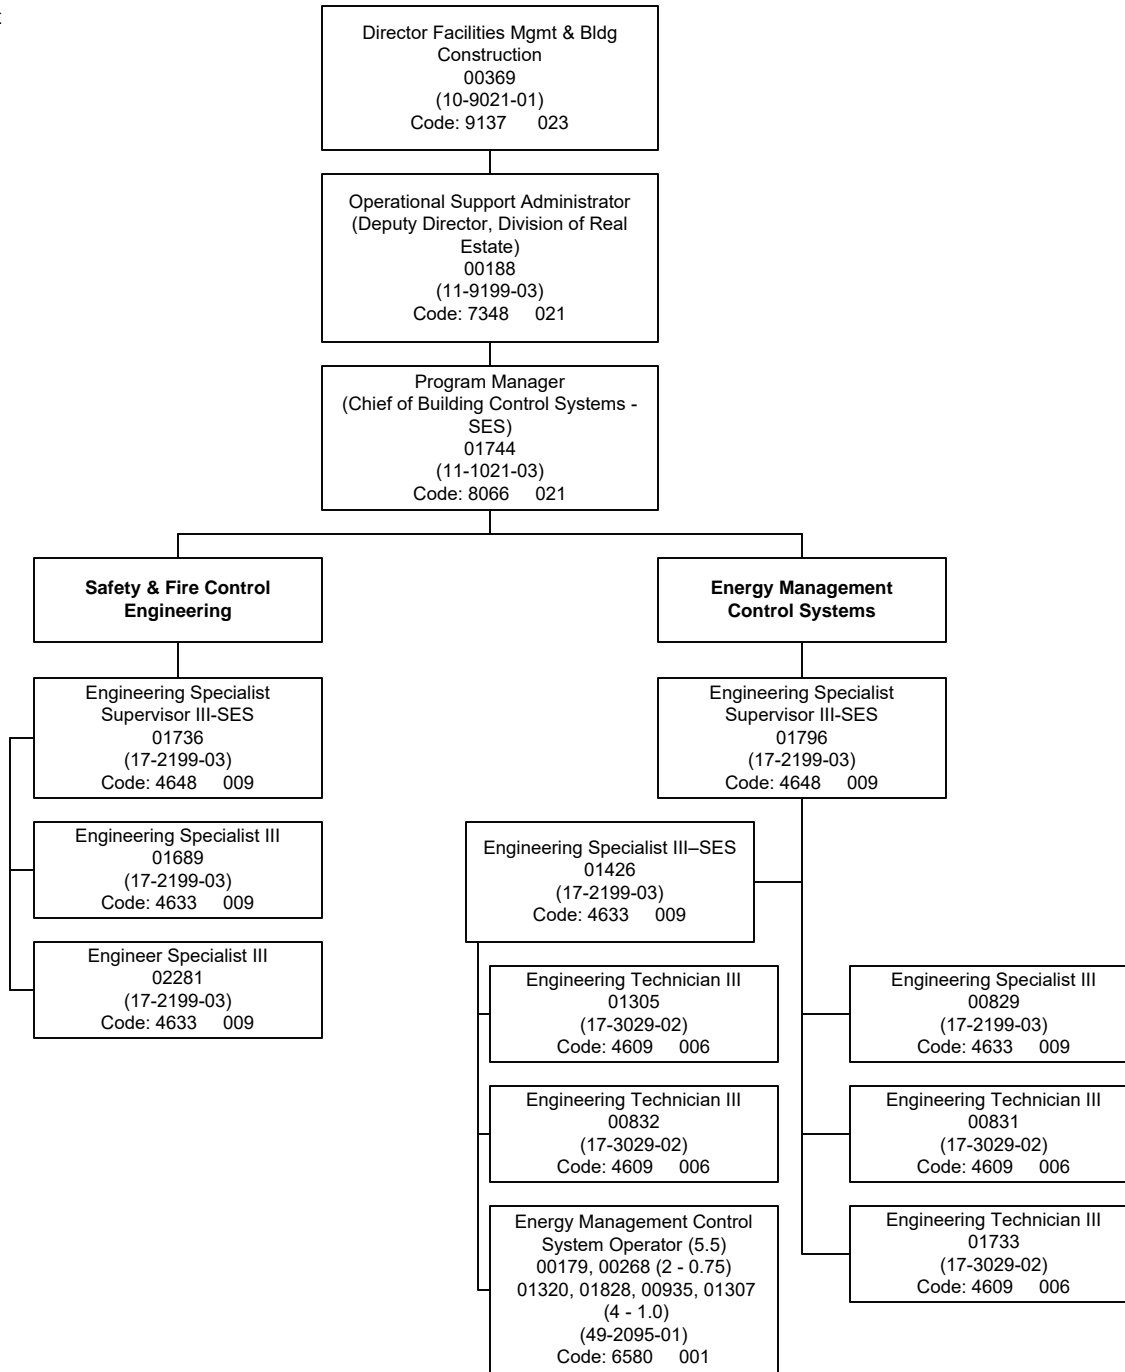 Director Facilities Mgmt & Bldg
Construction
00369
(10-9021-01)
Code: 9137 023
Operational Support Administrator
(Deputy Director, Division of Real
Estate)
00188
(11-9199-03)
Code: 7348 021
Program Manager
(Chief of Building Control Systems -
SES)
01744
(11-1021-03)
Code: 8066 021
Safety & Fire Control
Engineering
Engineering Specialist
Supervisor III-SES
01736
(17-2199-03)
Code: 4648 009
Engineering Specialist III
01689
(17-2199-03)
Code: 4633 009
Engineer Specialist III
02281
(17-2199-03)
Code: 4633 009
Energy Management
Control Systems
Engineering Specialist
Supervisor III-SES
01796
(17-2199-03)
Code: 4648 009
Engineering Specialist III–SES
01426
(17-2199-03)
Code: 4633 009
Engineering Technician III
01305
(17-3029-02)
Code: 4609 006
Engineering Technician III
00832
(17-3029-02)
Code: 4609 006
Energy Management Control
System Operator (5.5)
00179, 00268 (2 - 0.75)
01320, 01828, 00935, 01307
(4 - 1.0)
(49-2095-01)
Code: 6580 001
Engineering Specialist III
00829
(17-2199-03)
Code: 4633 009
Engineering Technician III
00831
(17-3029-02)
Code: 4609 006
Engineering Technician III
01733
(17-3029-02)
Code: 4609 006